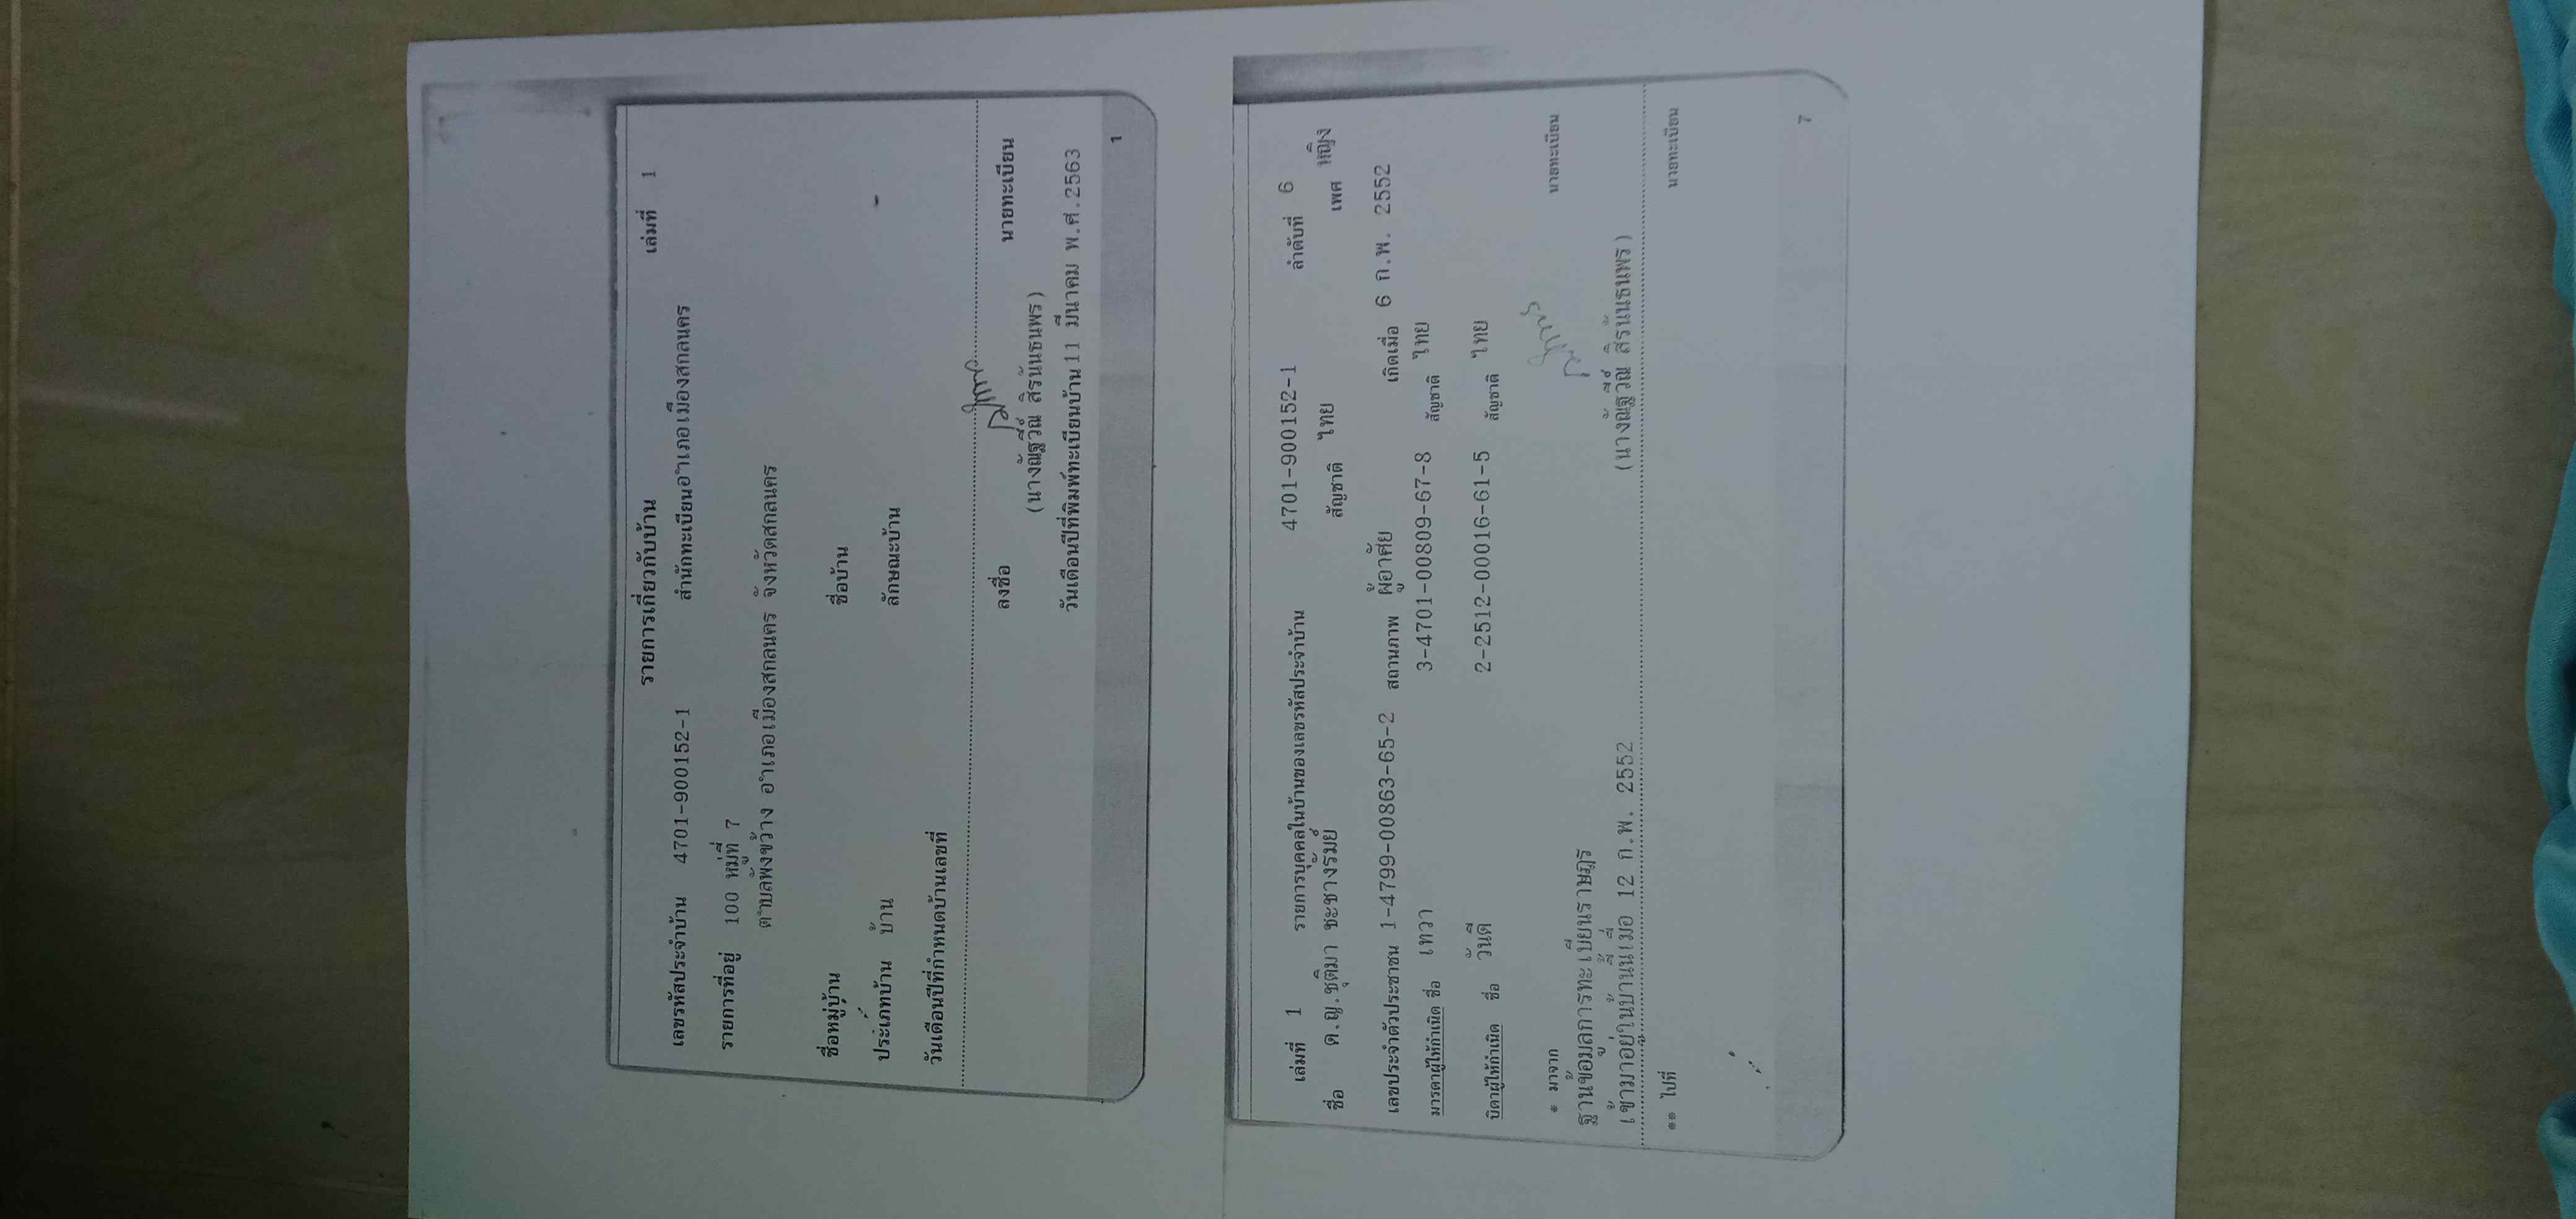 รายการเกี่ยวกับบ้าน เล่มที่ 1
เลขรหัสประจำบ้าน 4701-900152-1 สำนักทะเบียนอำเภอเมืองสกลนคร
รายการที่อยู่ 100 หมู่ที่ 7
ตำบลพังขว้าง อำเภอเมืองสกลนคร จังหวัดสกลนคร
ชื่อหมู่บ้าน ชื่อบ้าน
ประเภทบ้าน บ้าน ลักษณะบ้าน
วันเดือนปีที่กำหนดบ้านเลขที่
ลงชื่อ นายทะเบียน
(นางณัฐวีณ์ สิรนันธนพร)
วันเดือนปีที่พิมพ์ทะเบียนบ้าน 11 มีนาคม พ.ศ.2563
1
เล่มที่ 1 รายการบุคคลในบ้านของเลขรหัสประจำบ้าน 4701-900152-1 ลำดับที่ 6
ชื่อ ด.ญ.ชุติมา ชะชางรัมย์ สัญชาติ ไทย เพศ หญิง
เลขประจำตัวประชาชน 1-4799-00863-65-2 สถานภาพ ผู้อาศัย เกิดเมื่อ 6 ก.พ. 2552
มารดาผู้ให้กำเนิด ชื่อ เทวา 3-4701-00809-67-8 สัญชาติ ไทย
บิดาผู้ให้กำเนิด ชื่อ วันดี 2-2512-00016-61-5 สัญชาติ ไทย
* มาจาก นายทะเบียน
ฐานข้อมูลการทะเบียนราษฎร
เข้ามาอยู่ในบ้านนี้เมื่อ 12 ก.พ. 2552 (นางณัฐวีณ์ สิรนันธนพร)
** ไปที่ นายทะเบียน
7